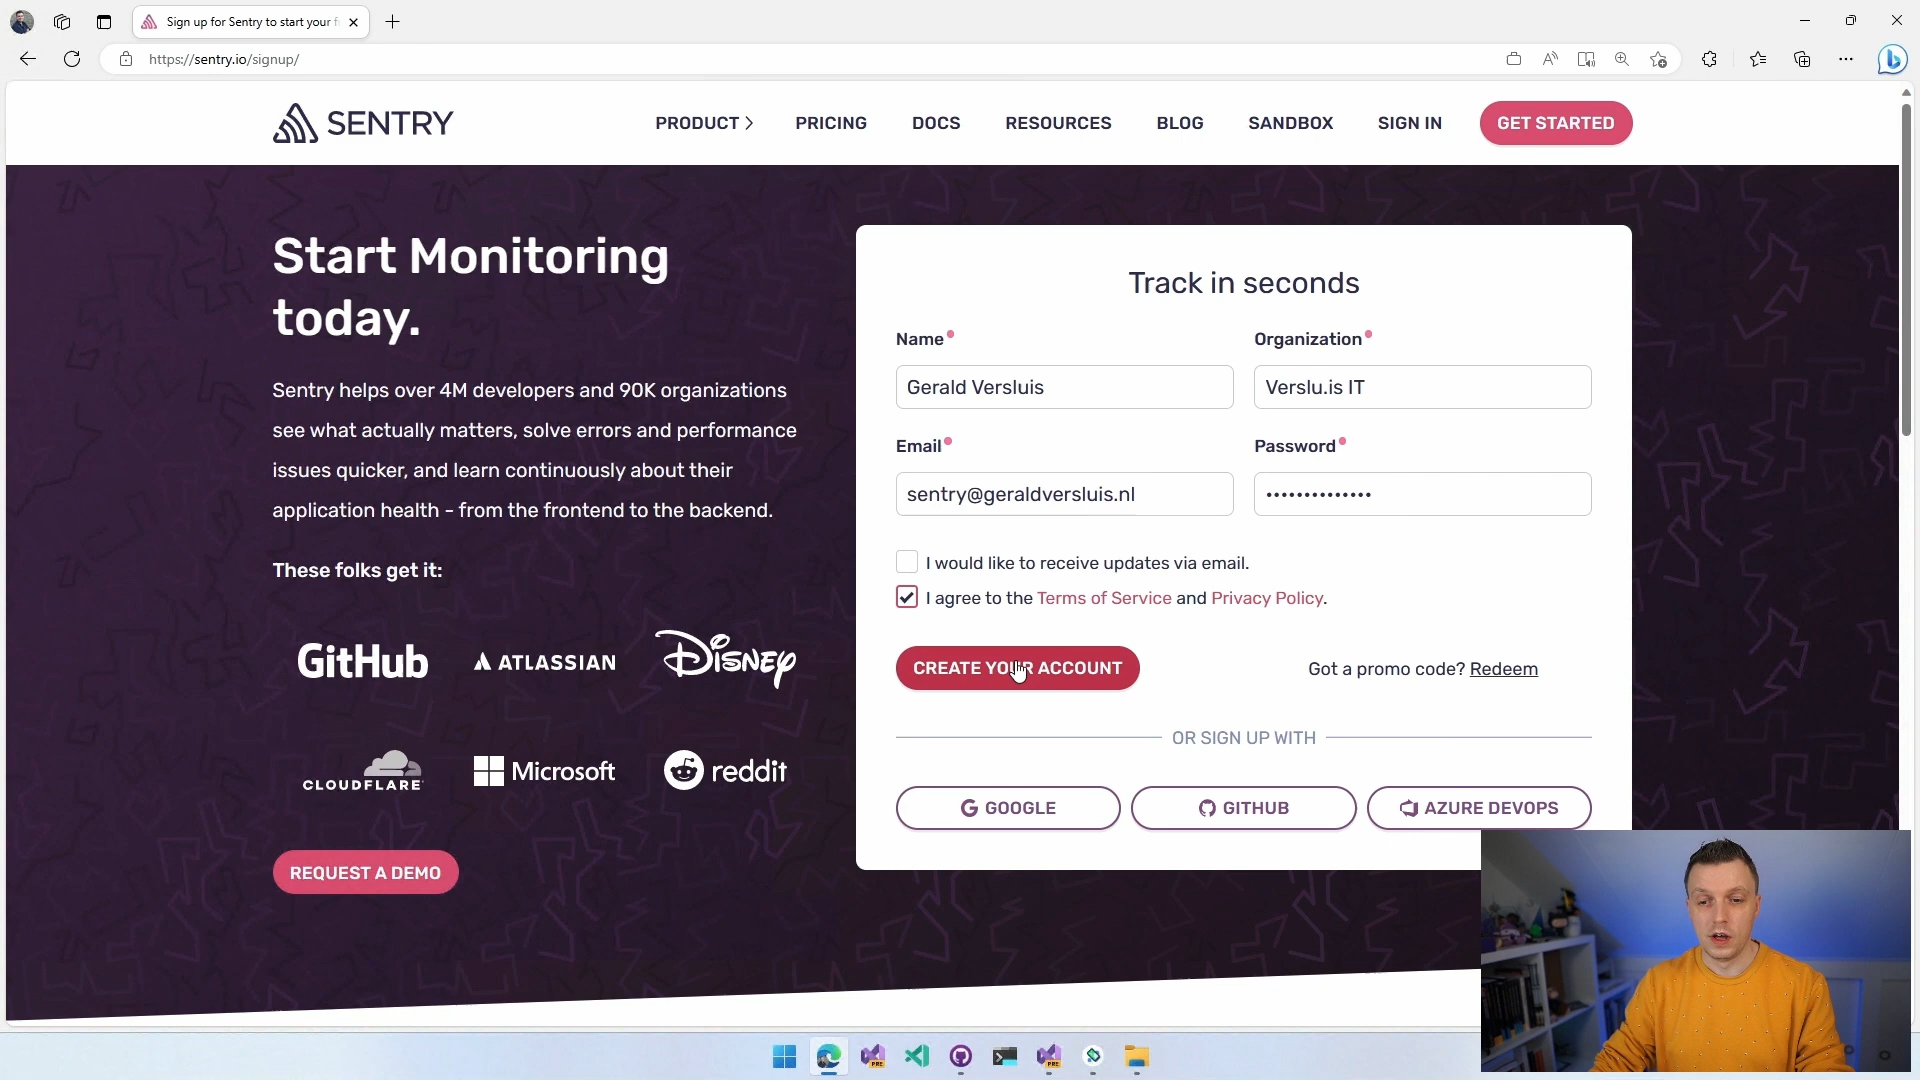 Sign up for Sentry to start your f
https://sentry.io/signup/
SENTRY
PRODUCT
PRICING
DOCS
RESOURCES
BLOG
SANDBOX
SIGN IN
GET STARTED
Start Monitoring
today.
Sentry helps over 4M developers and 90K organizations
see what actually matters, solve errors and performance
issues quicker, and learn continuously about their
application health - from the frontend to the backend.
These folks get it:
GitHub
ATLASSIAN
Disney
CLOUDFLARE
Microsoft
reddit
REQUEST A DEMO
Track in seconds
Name
Organization
Gerald Versluis
Verslu.is IT
Email
Password
sentry@geraldversluis.nl
••••••••••••••
I would like to receive updates via email.
I agree to the Terms of Service and Privacy Policy.
CREATE YOUR ACCOUNT
Got a promo code? Redeem
OR SIGN UP WITH
GOOGLE
GITHUB
AZURE DEVOPS
PRE
PRE